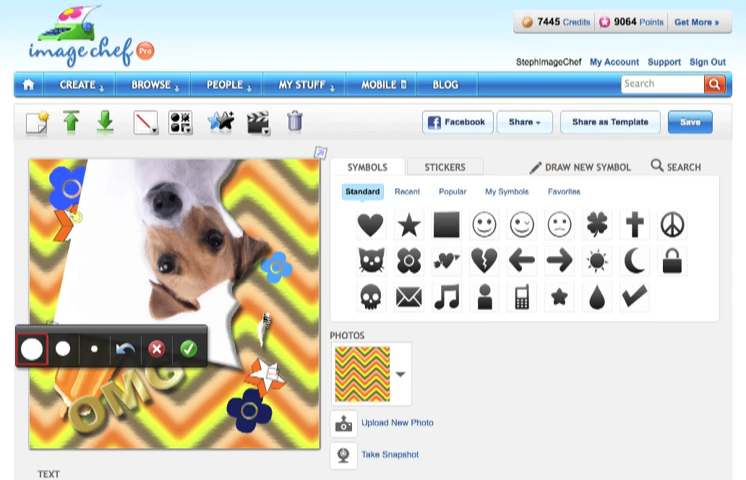 image chef Pro
7445 Credits 9064 Points Get More »
StephImageChef My Account Support Sign Out
CREATE BROWSE PEOPLE MY STUFF MOBILE BLOG
Search
Facebook Share Share as Template Save
SYMBOLS STICKERS DRAW NEW SYMBOL SEARCH
Standard Recent Popular My Symbols Favorites
OMG
PHOTOS
Upload New Photo
Take Snapshot
TEXT